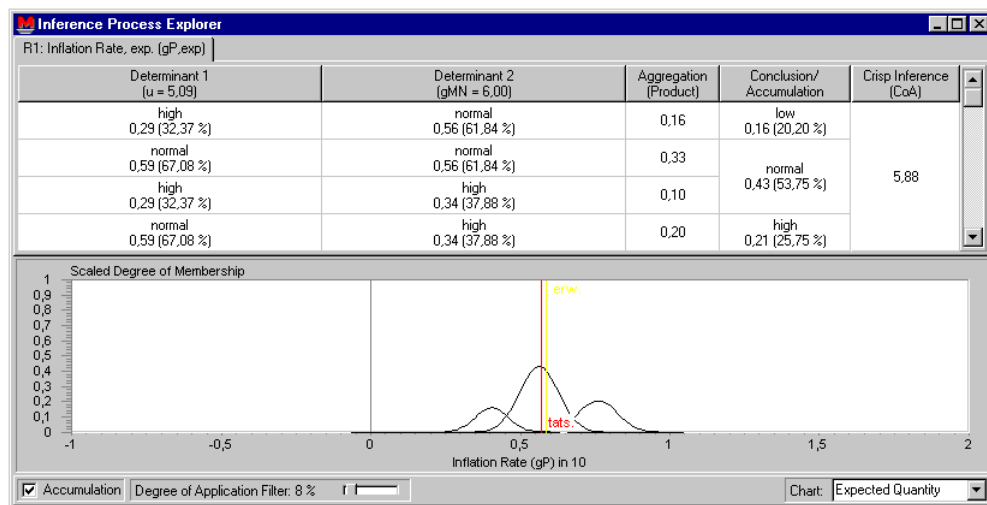 Inference Process Explorer
R1: Inflation Rate, exp. (gP,exp)
Determinant 1
(u = 5,09)
Determinant 2
(gMN = 6,00)
Aggregation
(Product)
Conclusion/
Accumulation
Crisp Inference
(CoA)
high
0,29 (32,37 %)
normal
0,56 (61,84 %)
0,16
low
0,16 (20,20 %)
normal
0,59 (67,08 %)
normal
0,56 (61,84 %)
0,33
normal
0,43 (53,75 %)
5,88
high
0,29 (32,37 %)
high
0,34 (37,88 %)
0,10
normal
0,59 (67,08 %)
high
0,34 (37,88 %)
0,20
high
0,21 (25,75 %)
Scaled Degree of Membership
1
0,9
0,8
0,7
0,6
0,5
0,4
0,3
0,2
0,1
0
erw.
tats.
-1
-0,5
0
0,5
1
1,5
2
Inflation Rate (gP) in 10
Accumulation
Degree of Application Filter: 8 %
Chart:
Expected Quantity